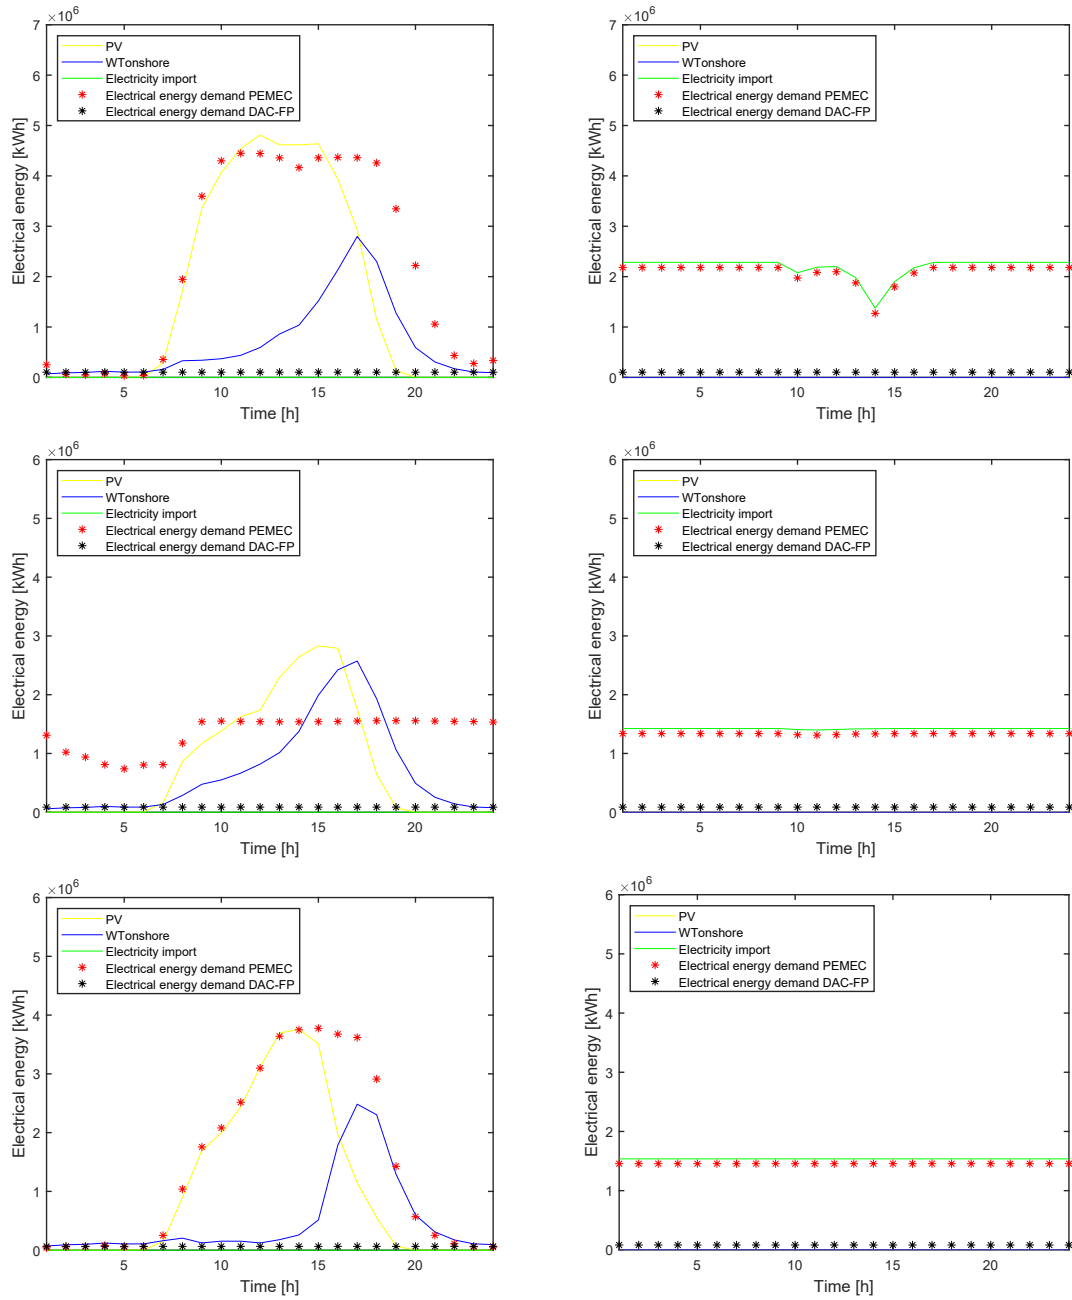 ×10^6
7
6
5
4
3
2
1
0
Electrical energy [kWh]
PV
WTonshore
Electricity import
Electrical energy demand PEMEC
Electrical energy demand DAC-FP
5 10 15 20
Time [h]
×10^6
7
6
5
4
3
2
1
0
Electrical energy [kWh]
PV
WTonshore
Electricity import
Electrical energy demand PEMEC
Electrical energy demand DAC-FP
5 10 15 20
Time [h]
×10^6
6
5
4
3
2
1
0
Electrical energy [kWh]
PV
WTonshore
Electricity import
Electrical energy demand PEMEC
Electrical energy demand DAC-FP
5 10 15 20
Time [h]
×10^6
6
5
4
3
2
1
0
Electrical energy [kWh]
PV
WTonshore
Electricity import
Electrical energy demand PEMEC
Electrical energy demand DAC-FP
5 10 15 20
Time [h]
×10^6
6
5
4
3
2
1
0
Electrical energy [kWh]
PV
WTonshore
Electricity import
Electrical energy demand PEMEC
Electrical energy demand DAC-FP
5 10 15 20
Time [h]
×10^6
6
5
4
3
2
1
0
Electrical energy [kWh]
PV
WTonshore
Electricity import
Electrical energy demand PEMEC
Electrical energy demand DAC-FP
5 10 15 20
Time [h]